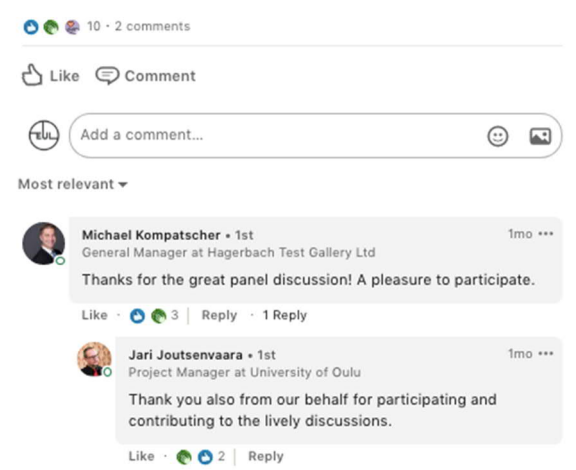 10 · 2 comments
Like Comment
EUL Add a comment...
Most relevant
Michael Kompatscher • 1st 1mo •••
General Manager at Hagerbach Test Gallery Ltd
Thanks for the great panel discussion! A pleasure to participate.
Like · 3 | Reply · 1 Reply
Jari Joutsenvaara • 1st 1mo •••
Project Manager at University of Oulu
Thank you also from our behalf for participating and
contributing to the lively discussions.
Like · 2 | Reply